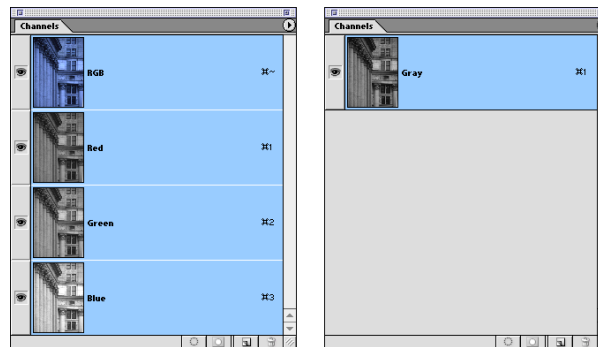 Channels
RGB ⌘~
Red ⌘1
Green ⌘2
Blue ⌘3
Channels
Gray ⌘1